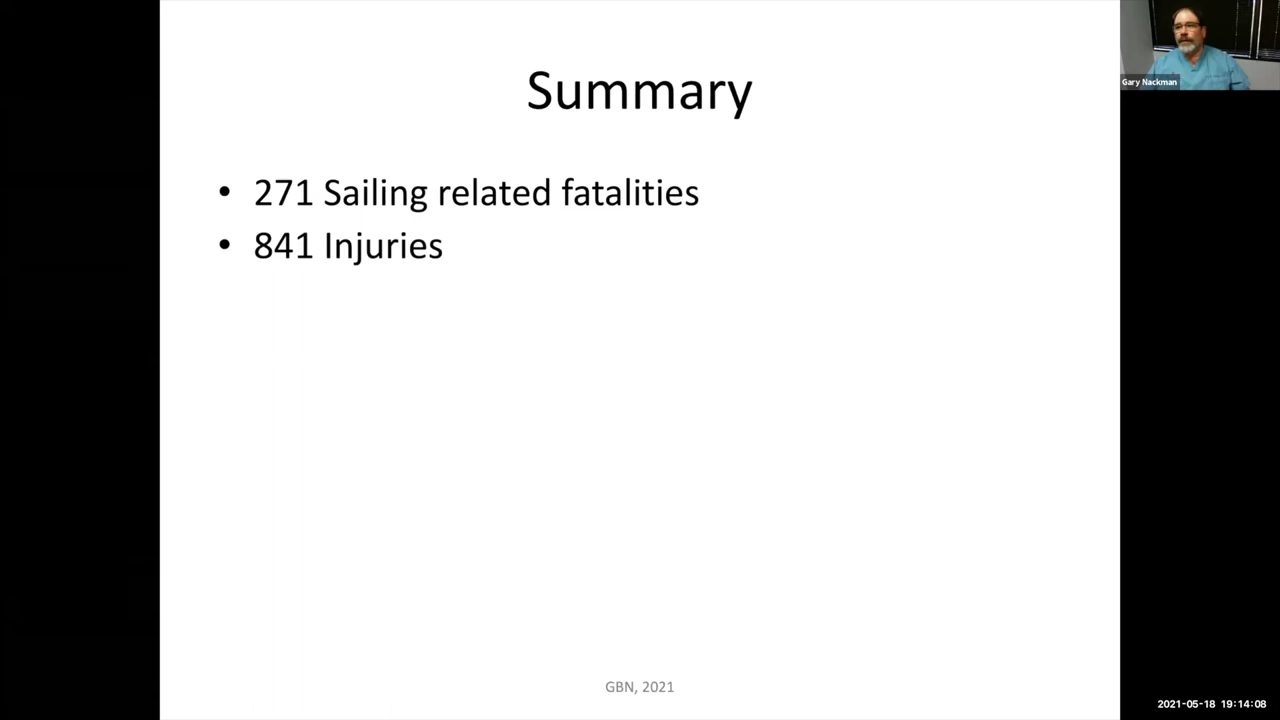 Summary
• 271 Sailing related fatalities
• 841 Injuries
GBN, 2021
Gary Nackman
2021-05-18 19:14:08